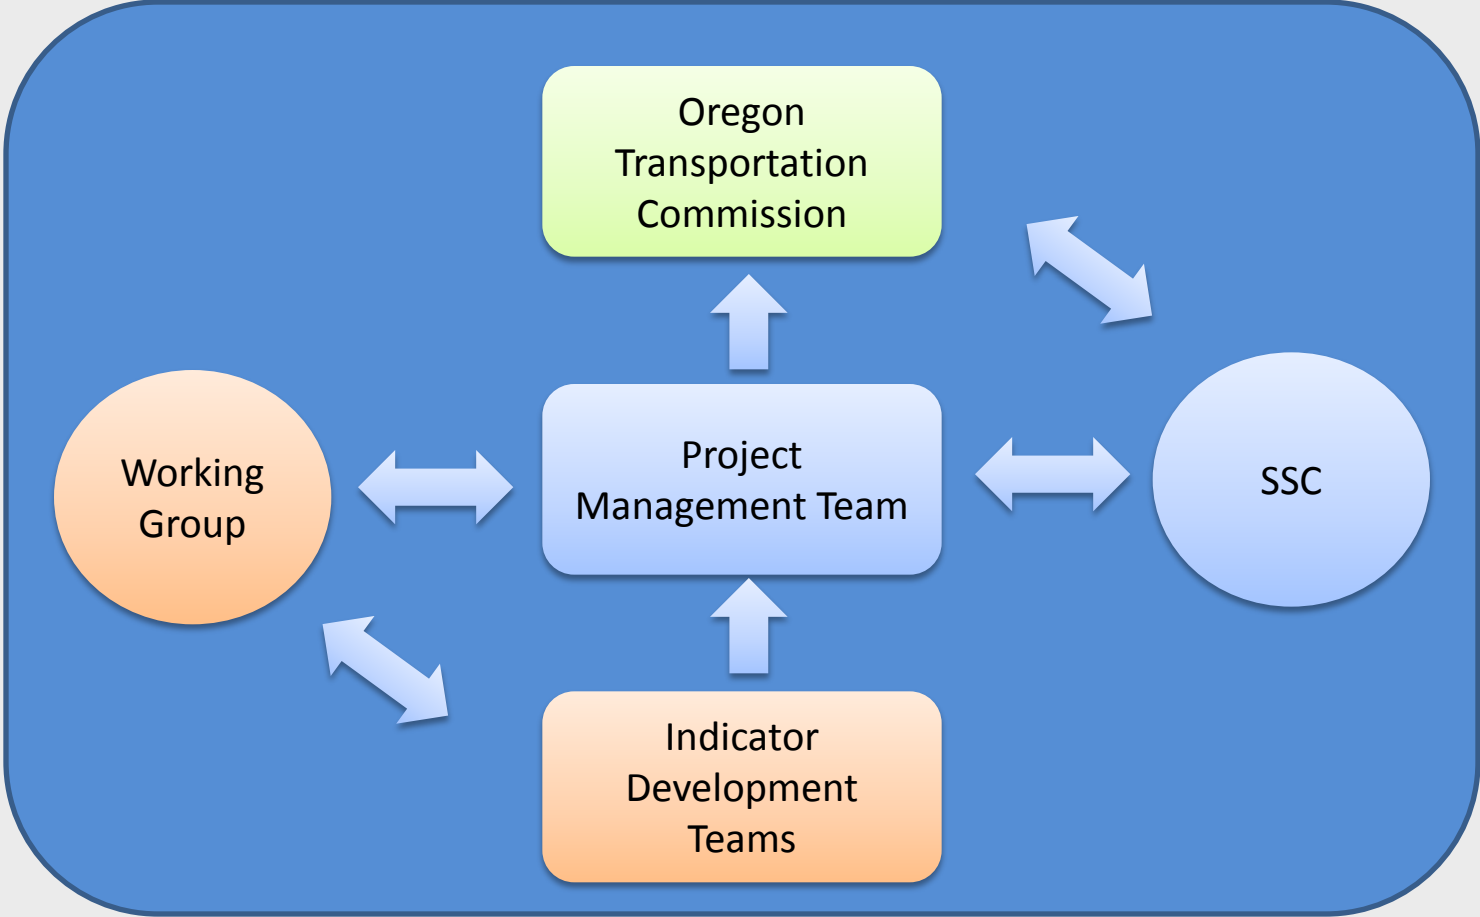 Oregon
Transportation
Commission
Working
Group
Project
Management Team
SSC
Indicator
Development
Teams